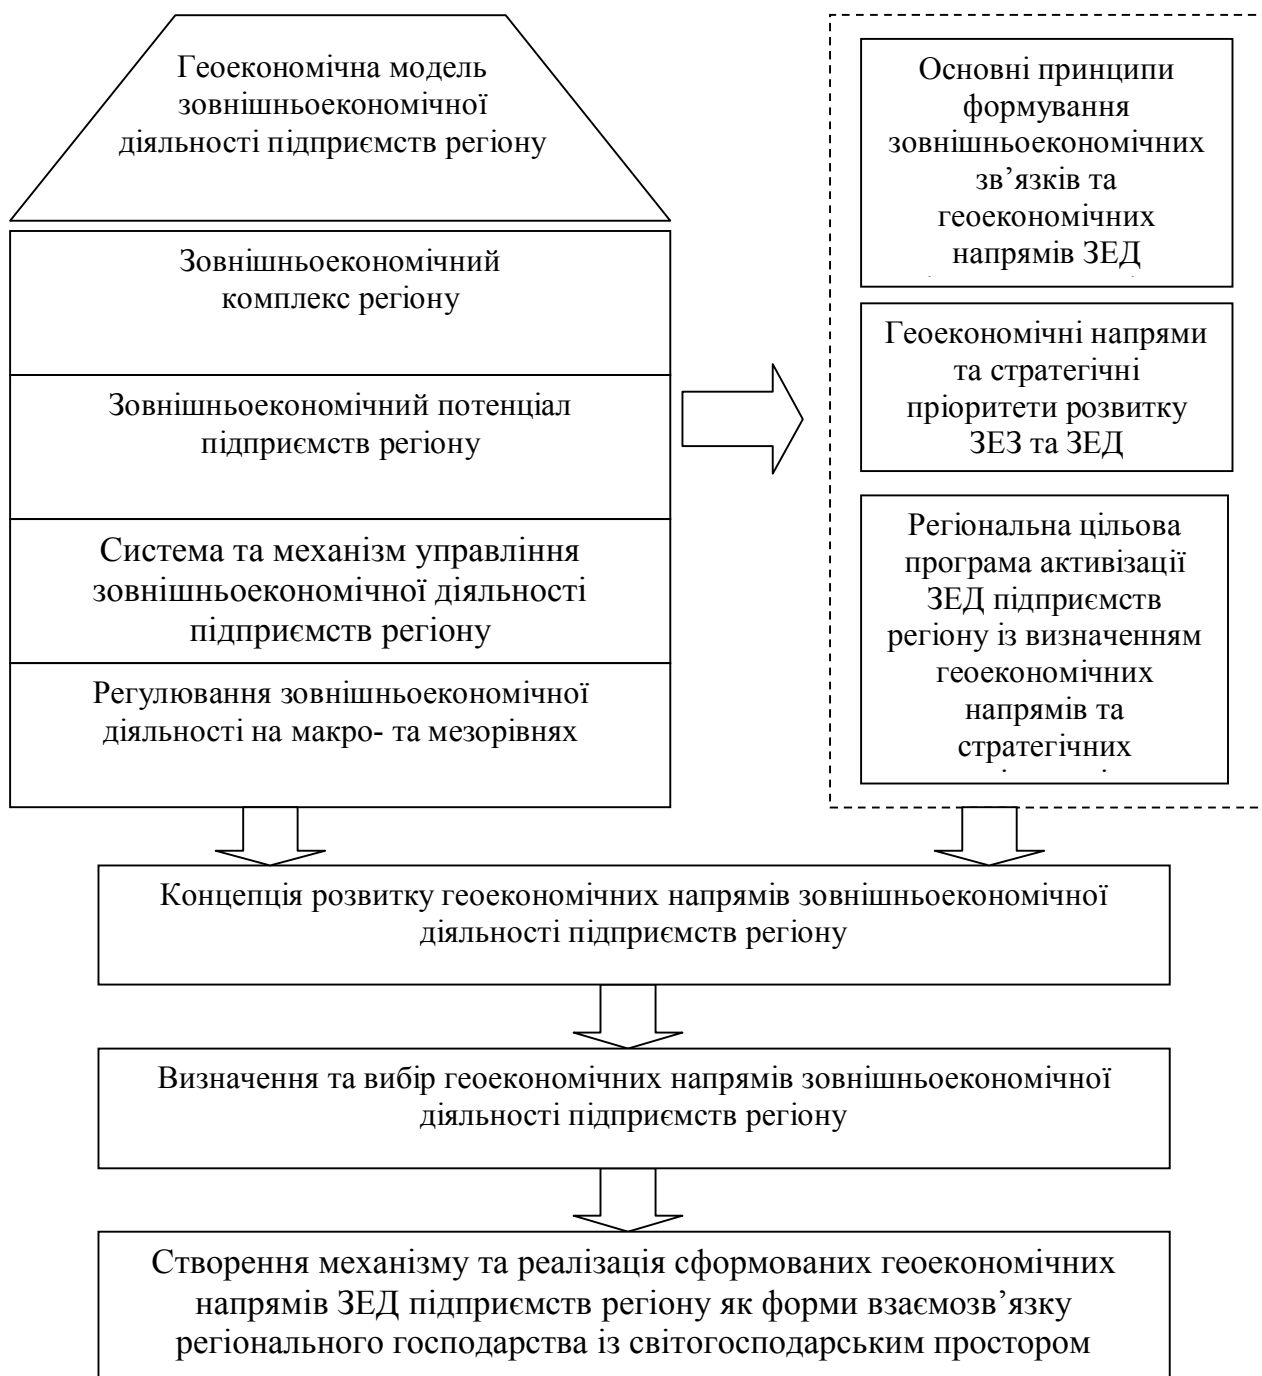 Геоекономічна модель
зовнішньоекономічної
діяльності підприємств регіону
Зовнішньоекономічний
комплекс регіону
Зовнішньоекономічний потенціал
підприємств регіону
Система та механізм управління
зовнішньоекономічної діяльності
підприємств регіону
Регулювання зовнішньоекономічної
діяльності на макро- та мезорівнях
Основні принципи
формування
зовнішньоекономічних
зв’язків та
геоекономічних
напрямів ЗЕД
Геоекономічні напрями
та стратегічні
пріоритети розвитку
ЗЕЗ та ЗЕД
Регіональна цільова
програма активізації
ЗЕД підприємств
регіону із визначенням
геоекономічних
напрямів та
стратегічних
Концепція розвитку геоекономічних напрямів зовнішньоекономічної
діяльності підприємств регіону
Визначення та вибір геоекономічних напрямів зовнішньоекономічної
діяльності підприємств регіону
Створення механізму та реалізація сформованих геоекономічних
напрямів ЗЕД підприємств регіону як форми взаємозв’язку
регіонального господарства із світогосподарським простором